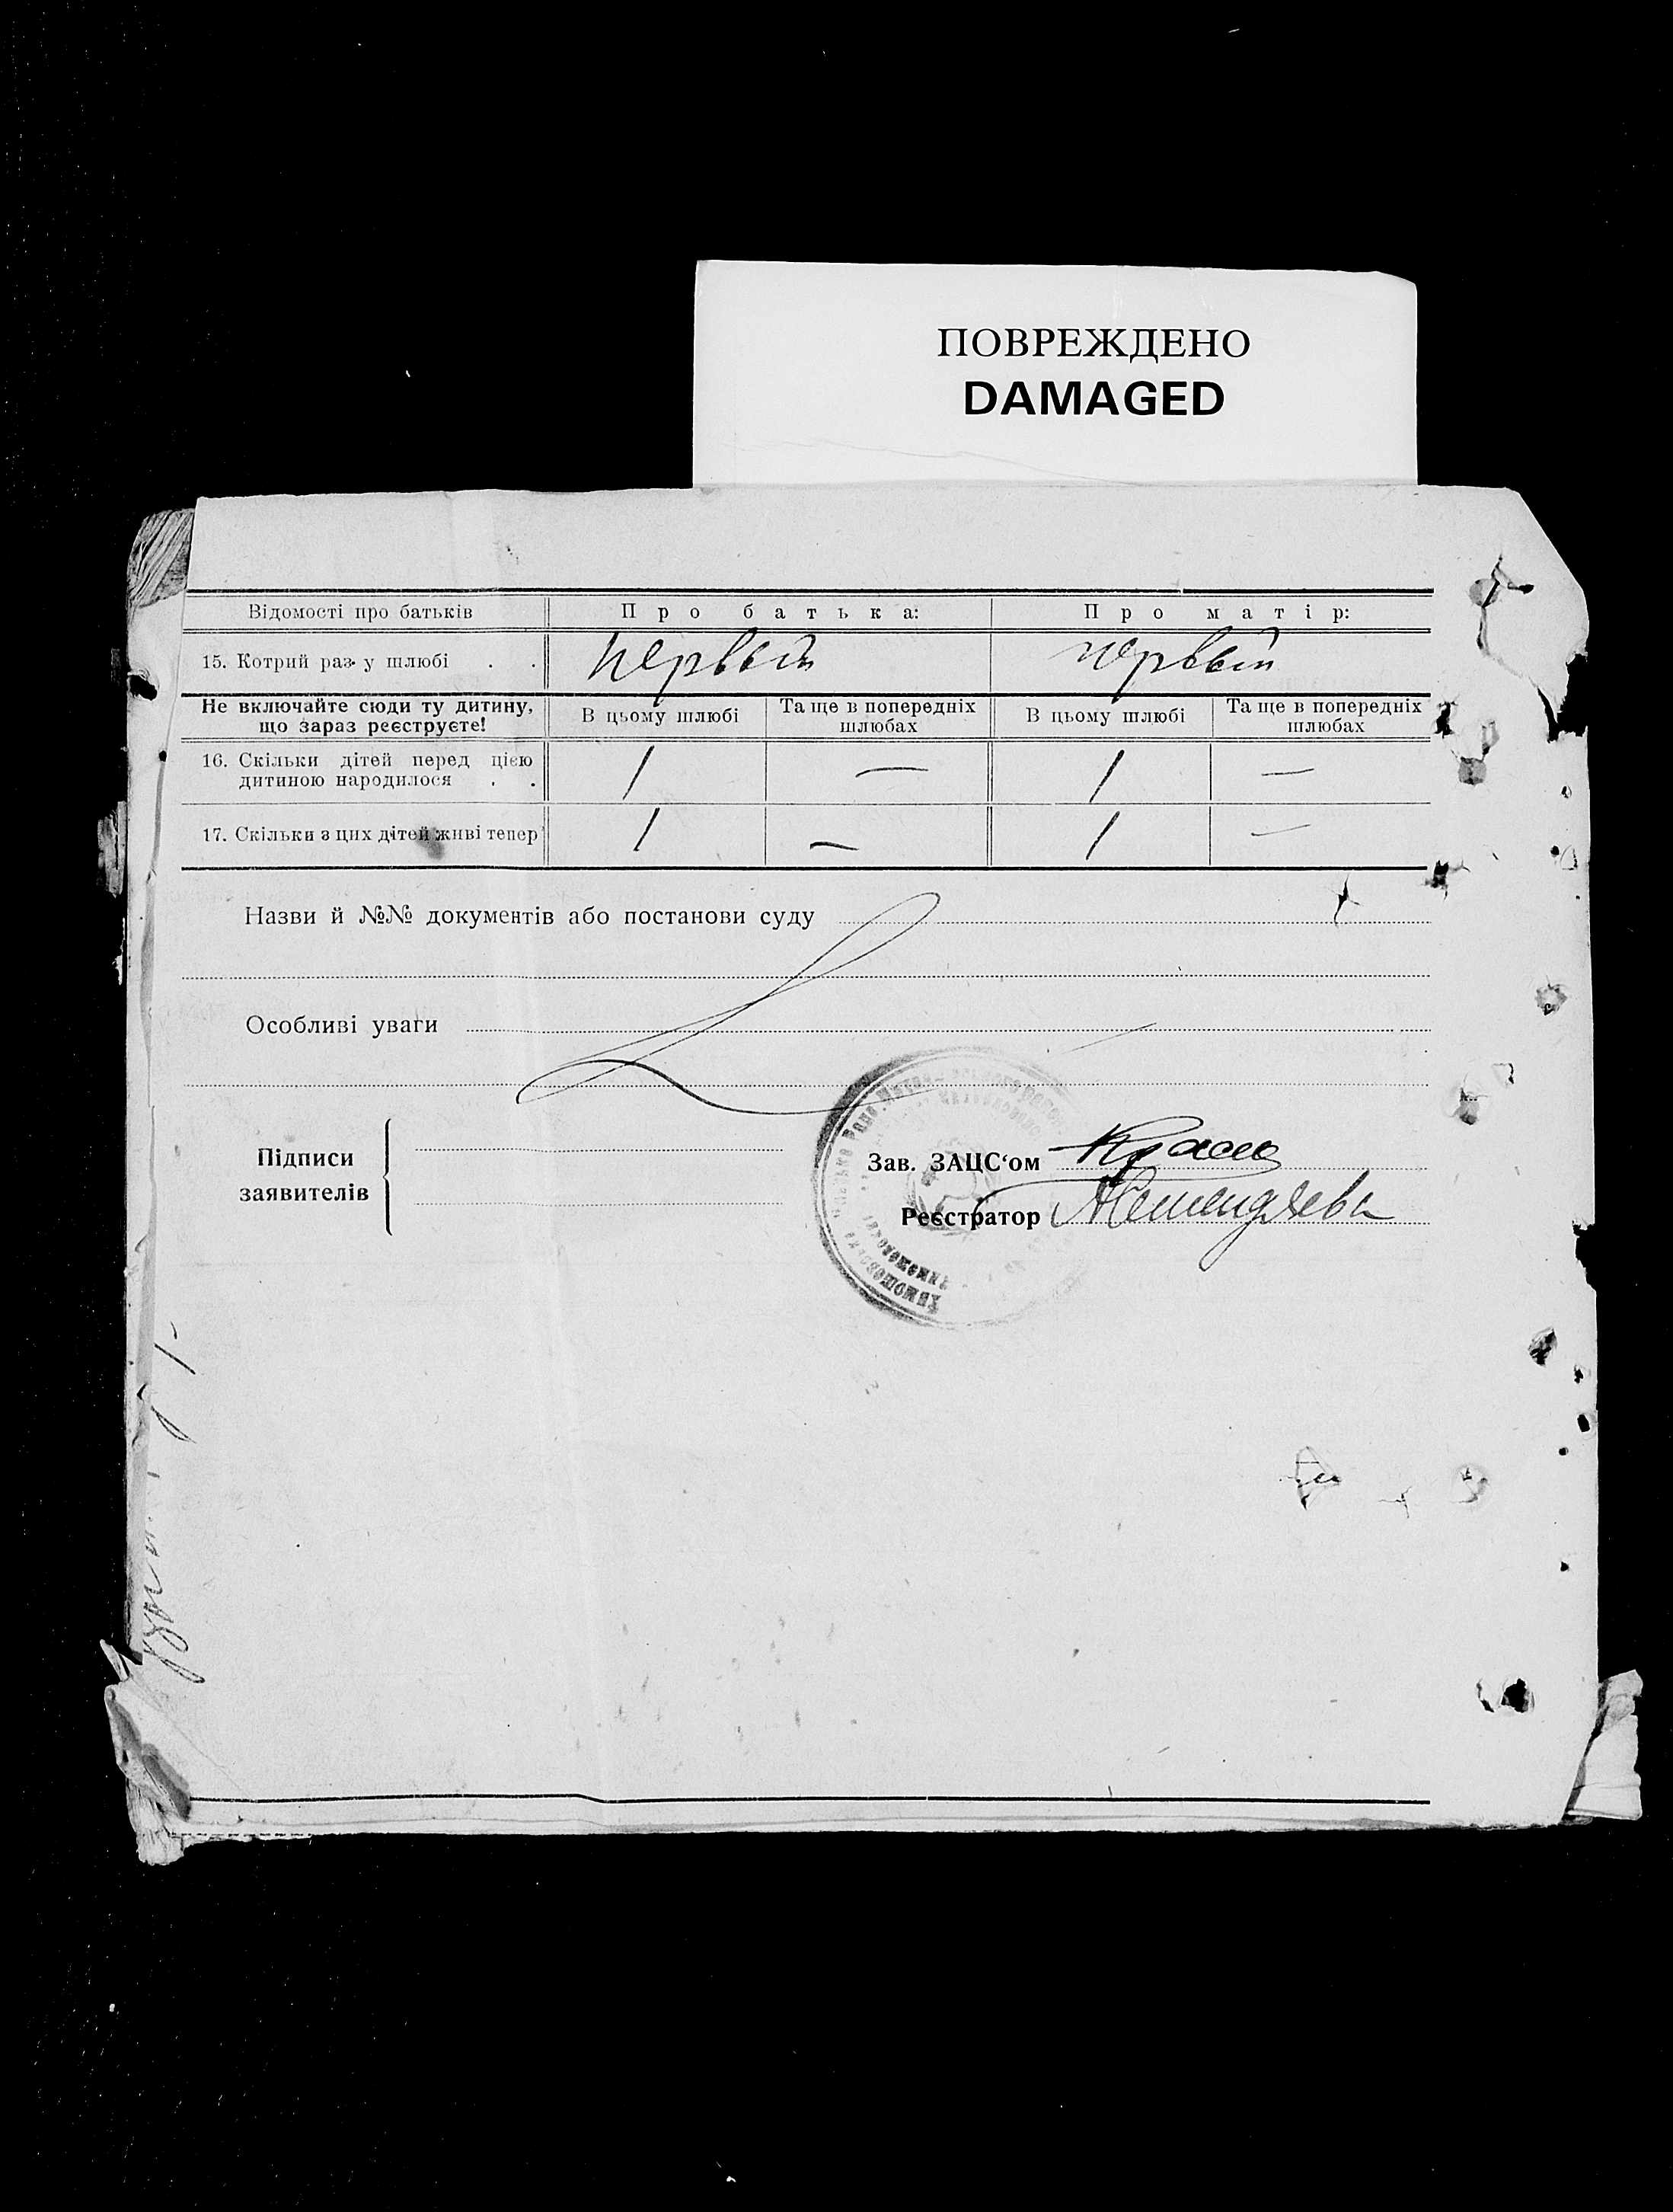 ПОВРЕЖДЕНО
DAMAGED
Відомості про батьків Про батька: Про матір:
15. Котрий раз у шлюбі . . первый первый
Не включайте сюди ту дитину, що зараз реєструєте! В цьому шлюбі Та ще в попередніх шлюбах В цьому шлюбі Та ще в попередніх шлюбах
16. Скільки дітей перед цією дитиною народилося . . 1 — 1 —
17. Скільки з цих дітей живі тепер 1 — 1 —
Назви й №№ документів або постанови суду
Особливі уваги
Підписи
заявителів
Зав. ЗАЦС‘ом
Реєстратор